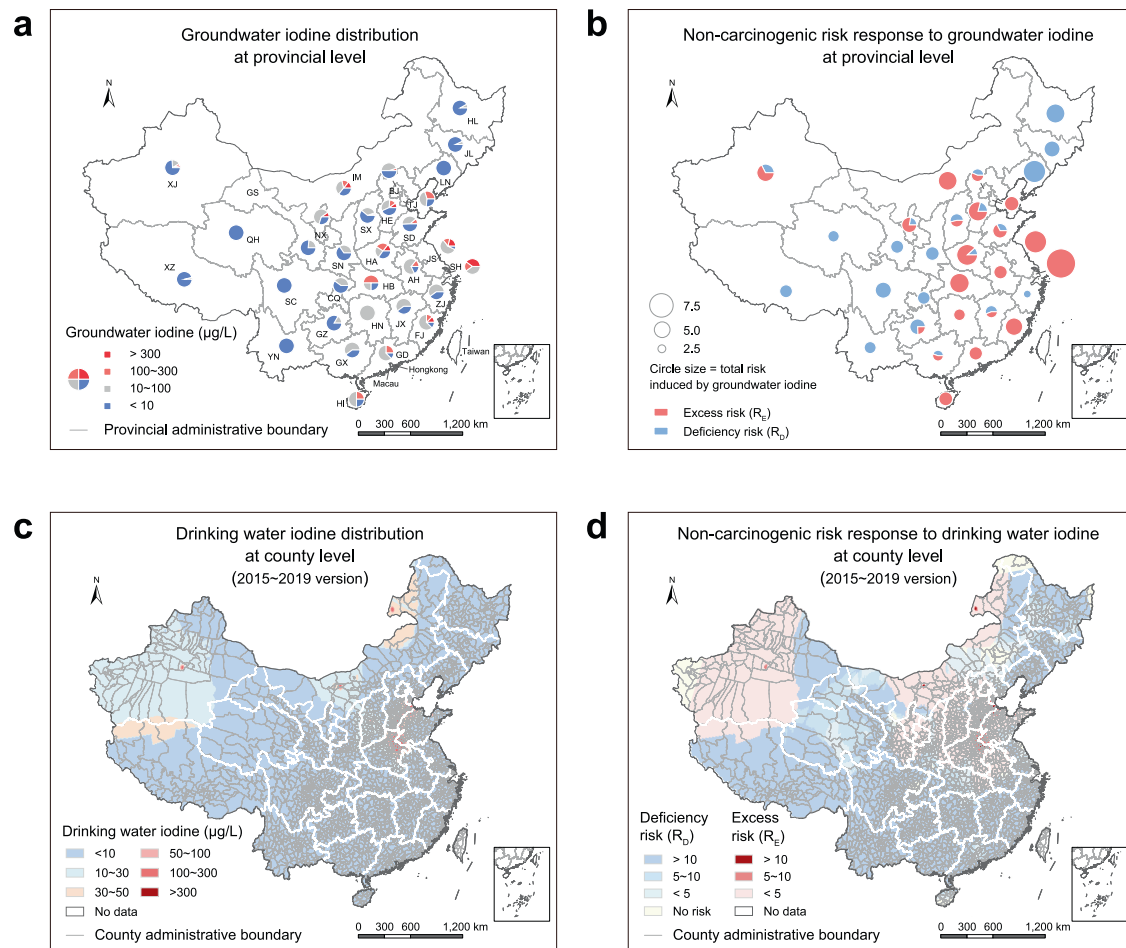 a
Groundwater iodine distribution
at provincial level
N
HL
JL
LN
XJ
IM
GS
BJ
TJ
HE
NX
SX
SD
QH
SN
HA
JS
SH
XZ
AH
SC
CQ
HB
ZJ
GZ
HN
JX
FJ
YN
GX
GD
Taiwan
Hongkong
Macau
HI
Groundwater iodine (μg/L)
> 300
100~300
10~100
< 10
Provincial administrative boundary
0 300 600 1,200 km
b
Non-carcinogenic risk response to groundwater iodine
at provincial level
N
7.5
5.0
2.5
Circle size = total risk
induced by groundwater iodine
Excess risk (RE)
Deficiency risk (RD)
0 300 600 1,200 km
c
Drinking water iodine distribution
at county level
(2015~2019 version)
N
Drinking water iodine (μg/L)
<10 50~100
10~30 100~300
30~50 >300
No data
County administrative boundary
0 300 600 1,200 km
d
Non-carcinogenic risk response to drinking water iodine
at county level
(2015~2019 version)
N
Deficiency Excess
risk (RD) risk (RE)
> 10 > 10
5~10 5~10
< 5 < 5
No risk No data
County administrative boundary
0 300 600 1,200 km